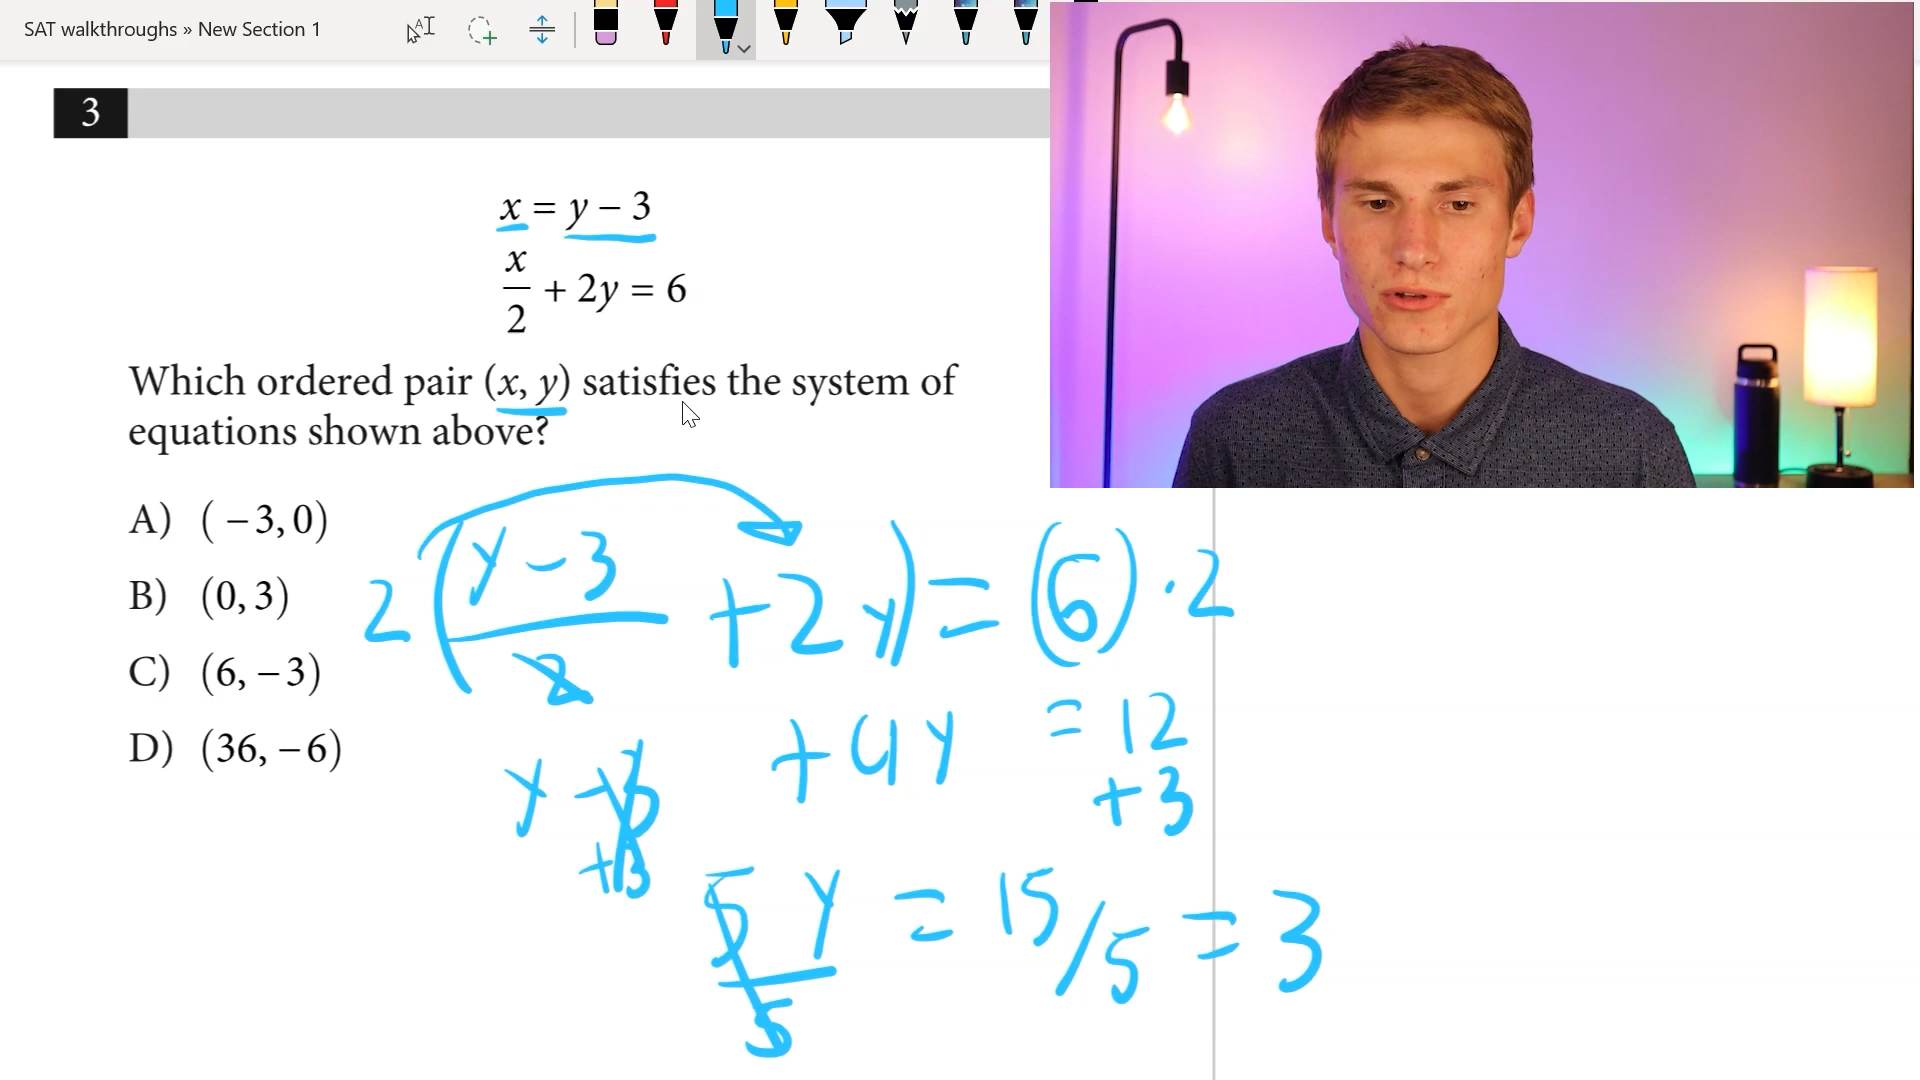 SAT walkthroughs » New Section 1
3
x = y − 3
x/2 + 2y = 6
Which ordered pair (x, y) satisfies the system of
equations shown above?
A) (−3, 0)
B) (0, 3)
C) (6, −3)
D) (36, −6)
2 ((y − 3)/2 + 2y) = (6) · 2
y − 3 + 4y = 12
+3 +3
5y/5 = 15/5 = 3